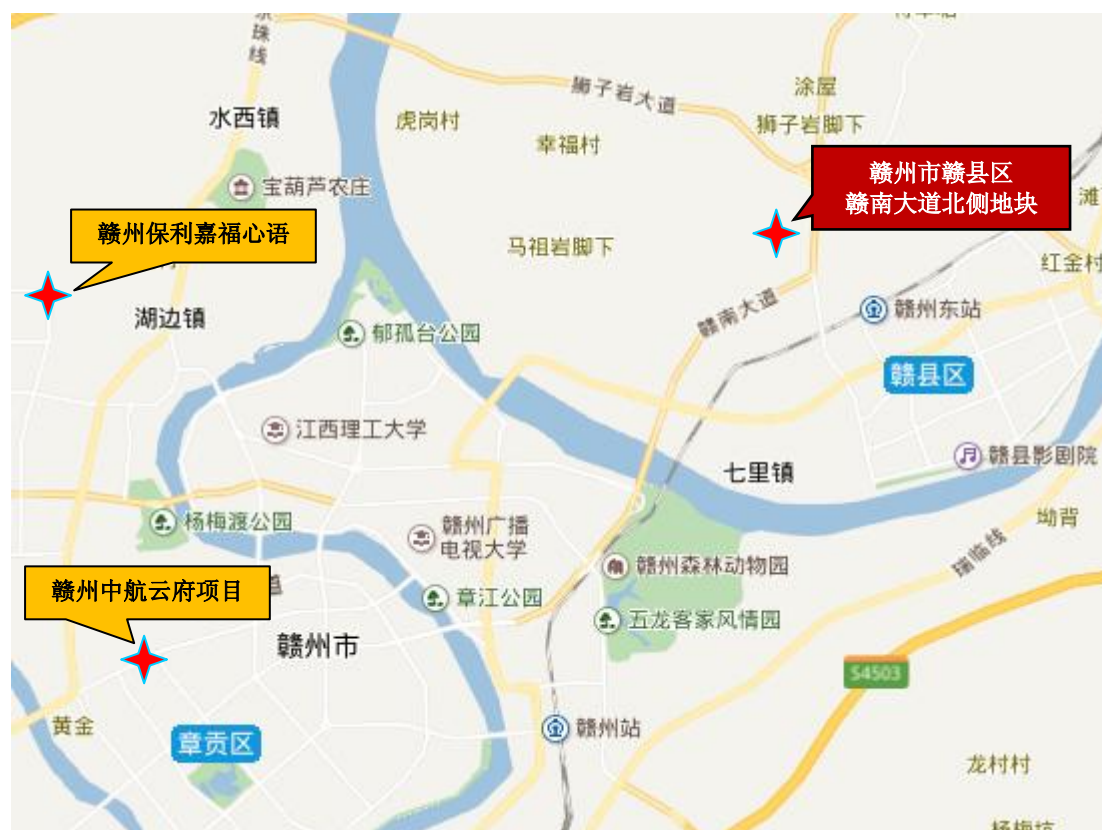 珠
线
水西镇
虎岗村
狮子岩大道
幸福村
涂屋
狮子岩脚下
宝葫芦农庄
赣州市赣县区
赣南大道北侧地块
滩
赣州保利嘉福心语
马祖岩脚下
红金村
湖边镇
郁孤台公园
赣南大道
赣州东站
赣县区
江西理工大学
七里镇
赣县影剧院
杨梅渡公园
赣州广播
电视大学
坳背
瑞临线
赣州森林动物园
赣州中航云府项目
道
章江公园
五龙客家风情园
赣州市
S4503
黄金
章贡区
赣州站
龙村村
杨梅坑